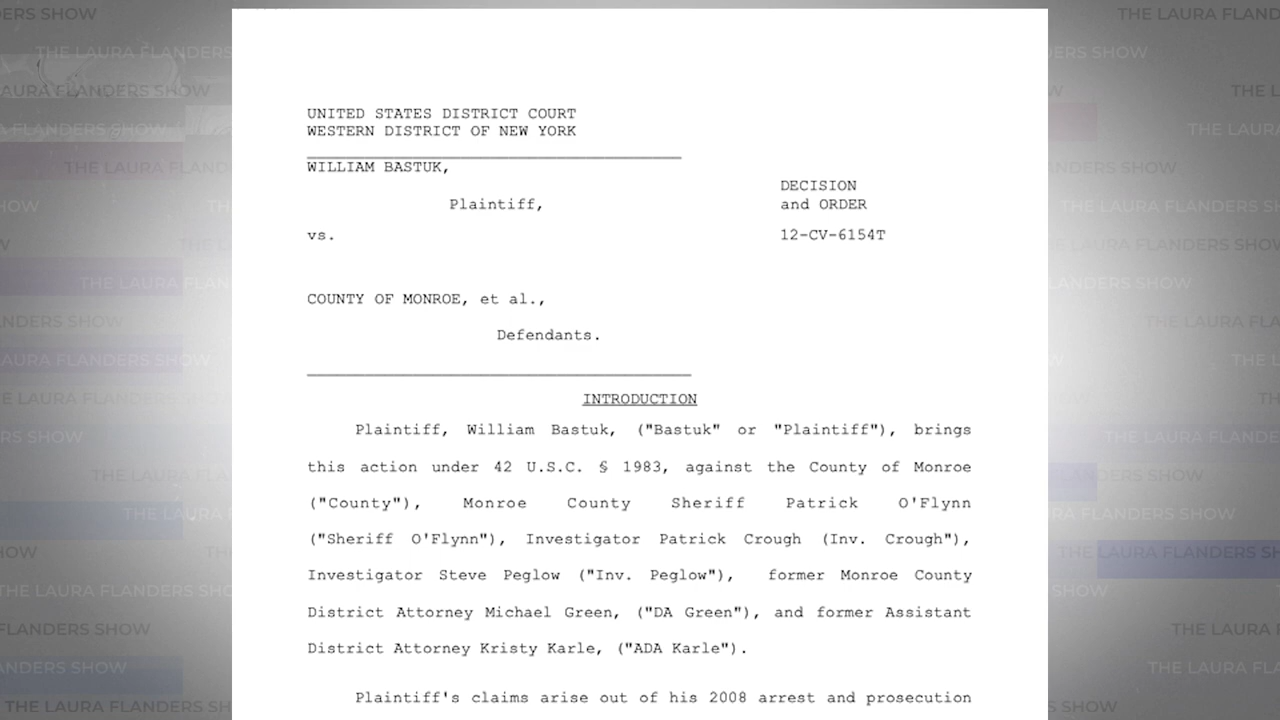 UNITED STATES DISTRICT COURT
WESTERN DISTRICT OF NEW YORK
WILLIAM BASTUK,
Plaintiff,
vs.
DECISION
and ORDER
12-CV-6154T
COUNTY OF MONROE, et al.,
Defendants.
INTRODUCTION
Plaintiff, William Bastuk, ("Bastuk" or "Plaintiff"), brings
this action under 42 U.S.C. § 1983, against the County of Monroe
("County"), Monroe County Sheriff Patrick O'Flynn
("Sheriff O'Flynn"), Investigator Patrick Crough (Inv. Crough"),
Investigator Steve Peglow ("Inv. Peglow"), former Monroe County
District Attorney Michael Green, ("DA Green"), and former Assistant
District Attorney Kristy Karle, ("ADA Karle").
Plaintiff's claims arise out of his 2008 arrest and prosecution
THE LAURA FLANDERS SHOW